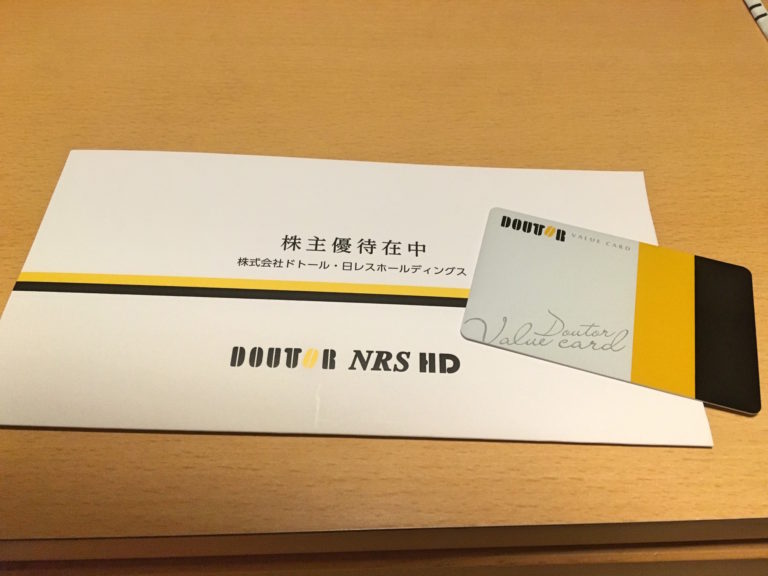 株主優待在中
株式会社ドトール・日レスホールディングス
DOUTOR NRS HD
DOUTOR VALUE CARD
Doutor
Value card